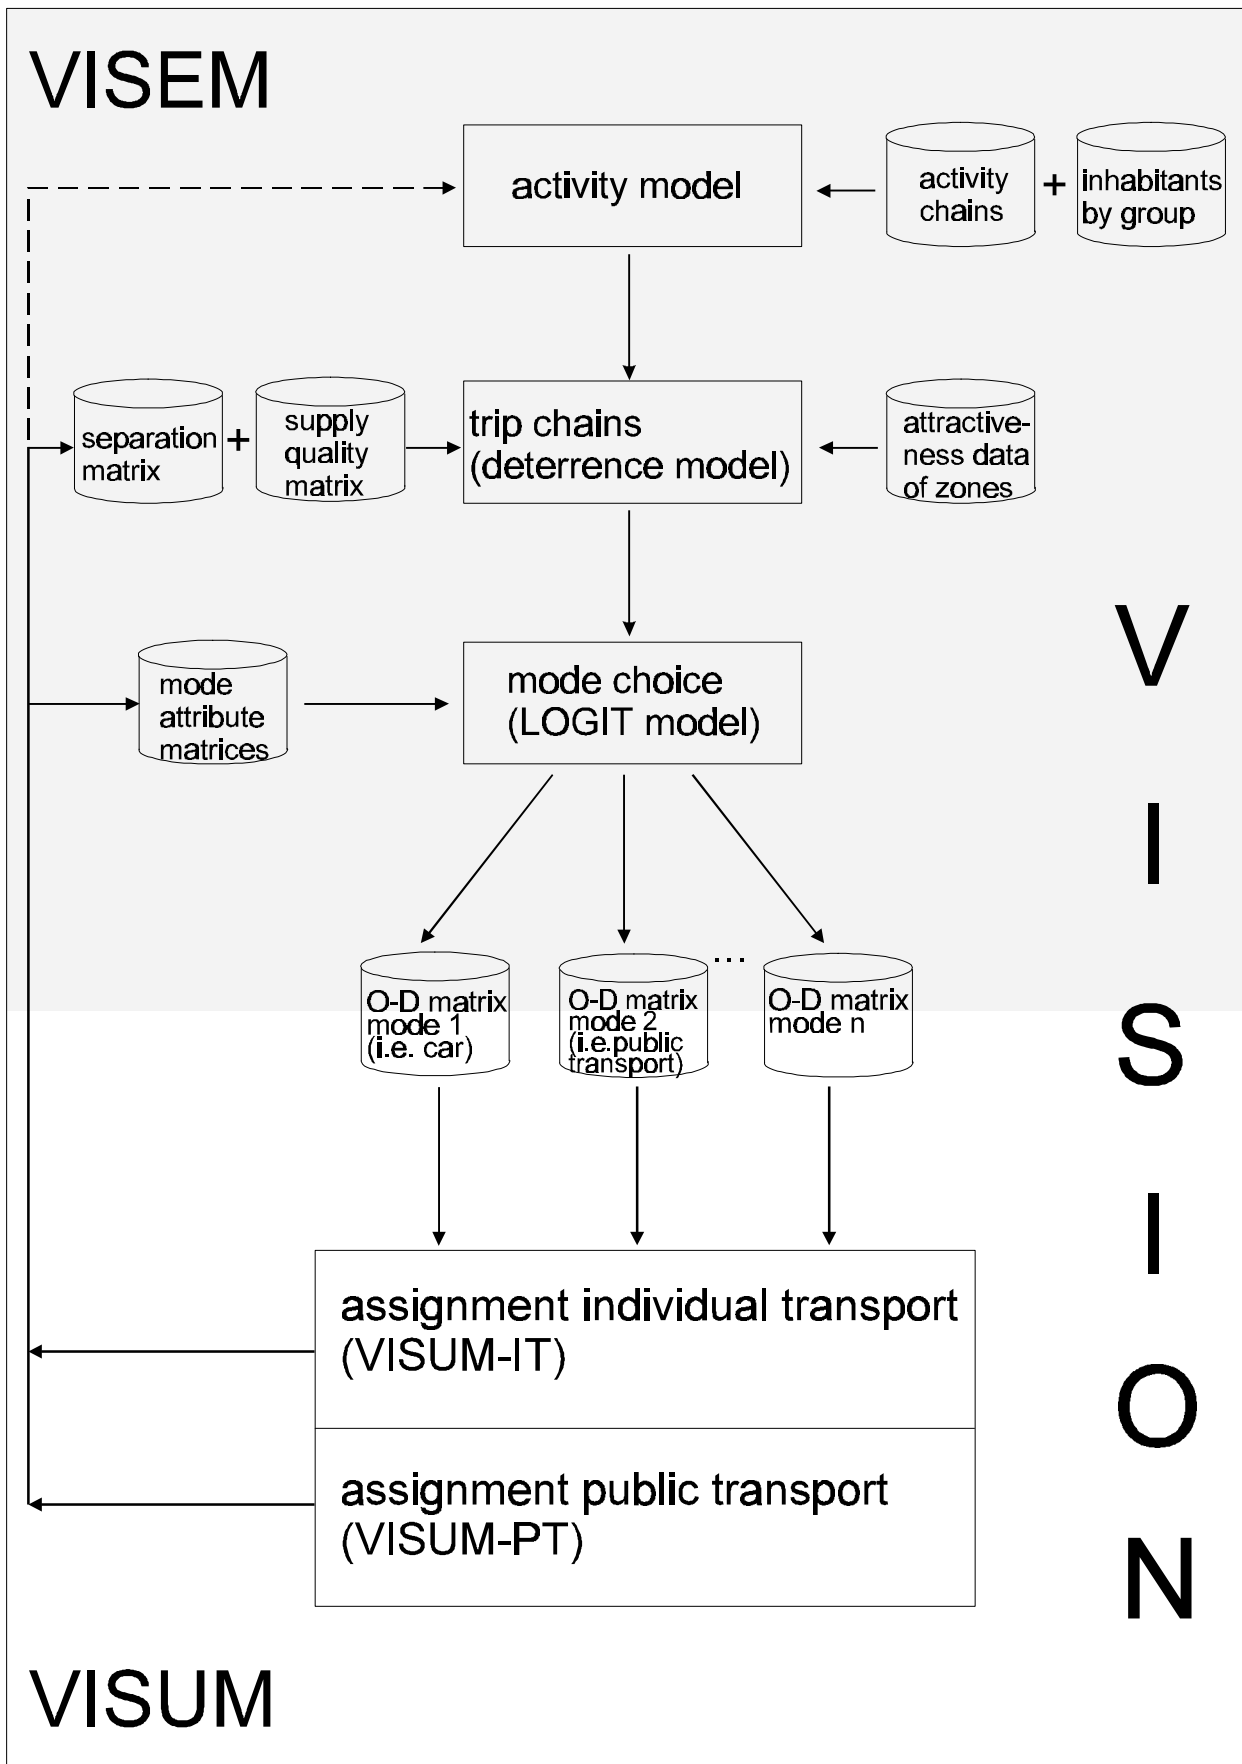 VISEM
activity model
activity
chains
+
inhabitants
by group
separation
matrix
+
supply
quality
matrix
trip chains
(deterrence model)
attractive-
ness data
of zones
mode
attribute
matrices
mode choice
(LOGIT model)
O-D matrix
mode 1
(i.e. car)
O-D matrix
mode 2
(i.e.public
transport)
...
O-D matrix
mode n
assignment individual transport
(VISUM-IT)
assignment public transport
(VISUM-PT)
V
I
S
I
O
N
VISUM